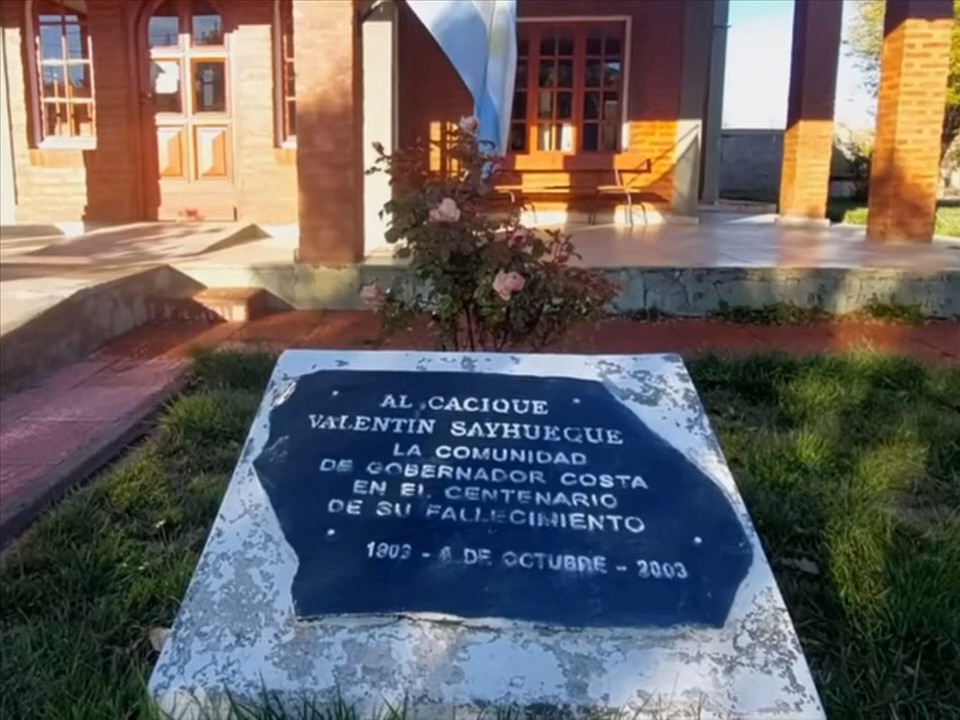 AL CACIQUE
VALENTIN SAYHUEQUE
LA COMUNIDAD
DE GOBERNADOR COSTA
EN EL CENTENARIO
DE SU FALLECIMIENTO
1903 - 8 DE OCTUBRE - 2003